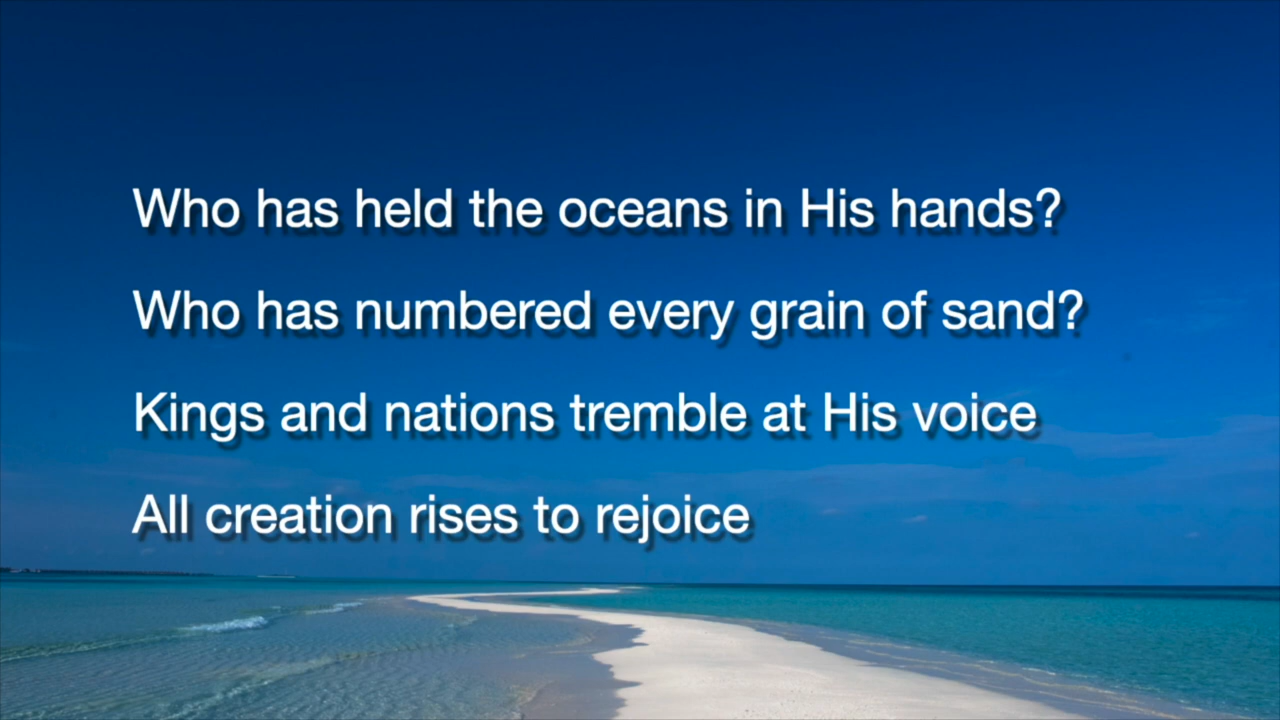 Who has held the oceans in His hands?
Who has numbered every grain of sand?
Kings and nations tremble at His voice
All creation rises to rejoice